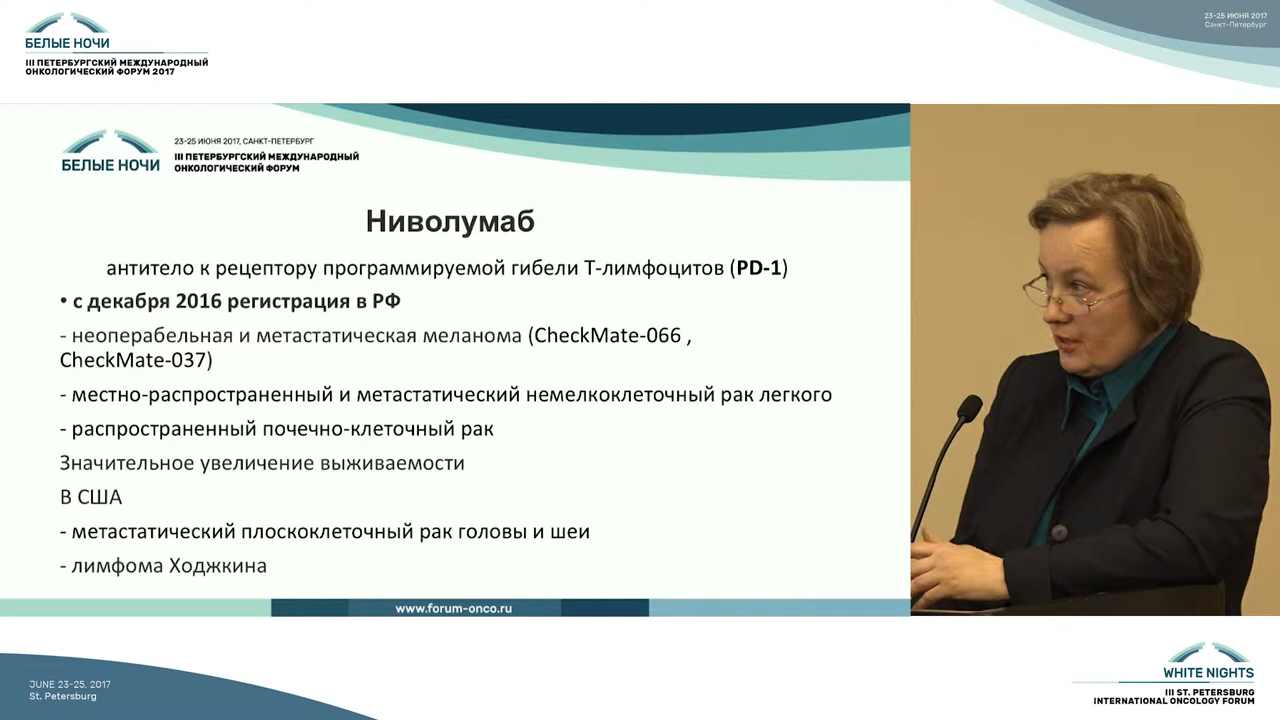 БЕЛЫЕ НОЧИ
III ПЕТЕРБУРГСКИЙ МЕЖДУНАРОДНЫЙ
ОНКОЛОГИЧЕСКИЙ ФОРУМ 2017
23-25 ИЮНЯ 2017
Санкт-Петербург
БЕЛЫЕ НОЧИ
23-25 ИЮНЯ 2017, САНКТ-ПЕТЕРБУРГ
III ПЕТЕРБУРГСКИЙ МЕЖДУНАРОДНЫЙ
ОНКОЛОГИЧЕСКИЙ ФОРУМ
Ниволумаб
антитело к рецептору программируемой гибели Т-лимфоцитов (PD-1)
• с декабря 2016 регистрация в РФ
- неоперабельная и метастатическая меланома (CheckMate-066 ,
CheckMate-037)
- местно-распространенный и метастатический немелкоклеточный рак легкого
- распространенный почечно-клеточный рак
Значительное увеличение выживаемости
В США
- метастатический плоскоклеточный рак головы и шеи
- лимфома Ходжкина
www.forum-onco.ru
JUNE 23-25, 2017
St. Petersburg
WHITE NIGHTS
III ST. PETERSBURG
INTERNATIONAL ONCOLOGY FORUM